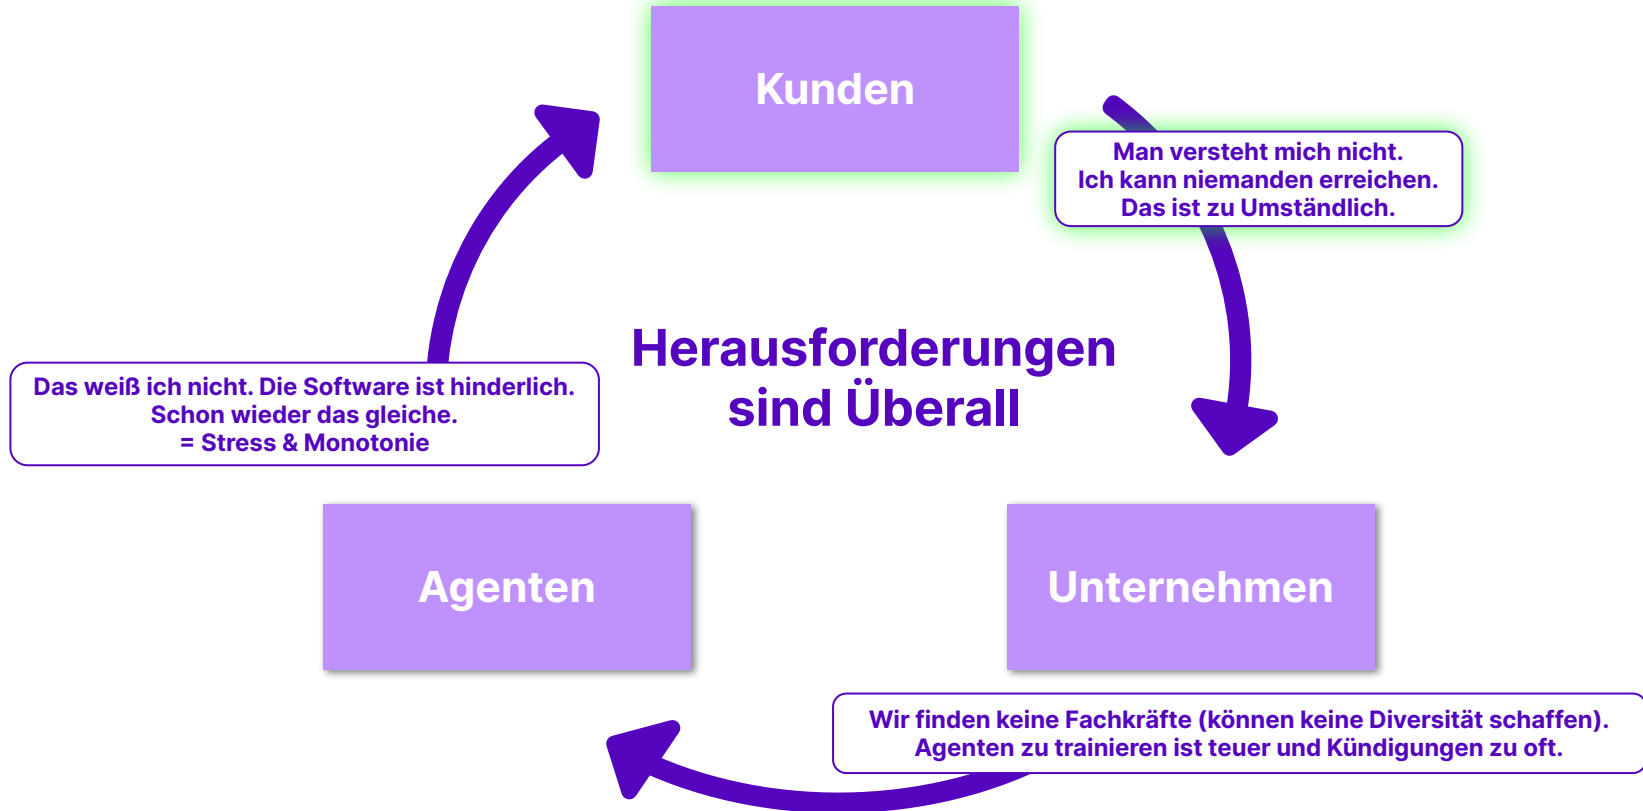 Kunden
Man versteht mich nicht.
Ich kann niemanden erreichen.
Das ist zu Umständlich.
Herausforderungen
sind Überall
Das weiß ich nicht. Die Software ist hinderlich.
Schon wieder das gleiche.
= Stress & Monotonie
Agenten
Unternehmen
Wir finden keine Fachkräfte (können keine Diversität schaffen).
Agenten zu trainieren ist teuer und Kündigungen zu oft.